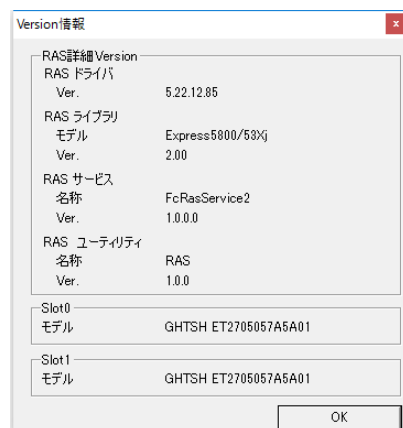 Version情報
x
RAS詳細Version
RAS ドライバ
Ver. 5.22.12.85
RAS ライブラリ
モデル Express5800/53Xj
Ver. 2.00
RAS サービス
名称 FcRasService2
Ver. 1.0.0.0
RAS ユーティリティ
名称 RAS
Ver. 1.0.0
Slot0
モデル GHTSH ET2705057A5A01
Slot1
モデル GHTSH ET2705057A5A01
OK